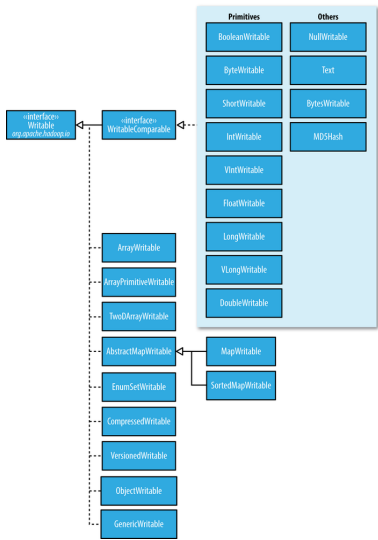 Primitives
Others
BooleanWritable
NullWritable
ByteWritable
Text
ShortWritable
BytesWritable
IntWritable
MD5Hash
VIntWritable
FloatWritable
LongWritable
VLongWritable
DoubleWritable
«interface»
Writable
org.apache.hadoop.io
«interface»
WritableComparable
ArrayWritable
ArrayPrimitiveWritable
TwoDArrayWritable
AbstractMapWritable
MapWritable
SortedMapWritable
EnumSetWritable
CompressedWritable
VersionedWritable
ObjectWritable
GenericWritable